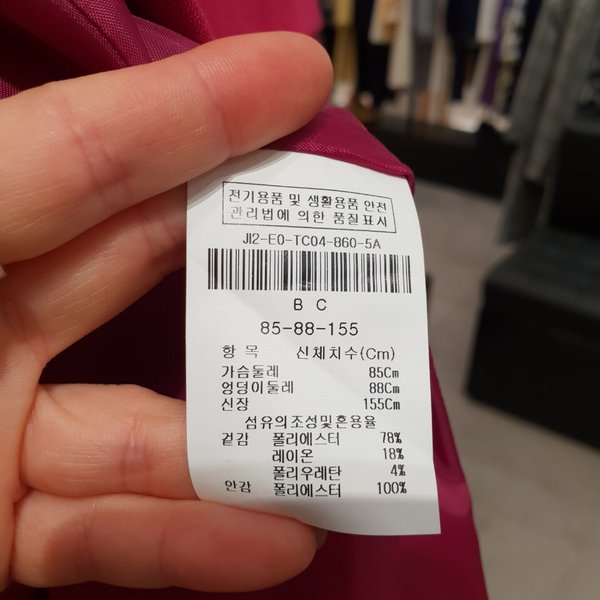 전기용품 및 생활용품 안전
관리법에 의한 품질표시
JI2-E0-TC04-860-5A
B C
85-88-155
항 목 신체치수(Cm)
가슴둘레 85Cm
엉덩이둘레 88Cm
신장 155Cm
섬유의조성및혼용율
겉감 폴리에스터 78%
레이온 18%
폴리우레탄 4%
안감 폴리에스터 100%